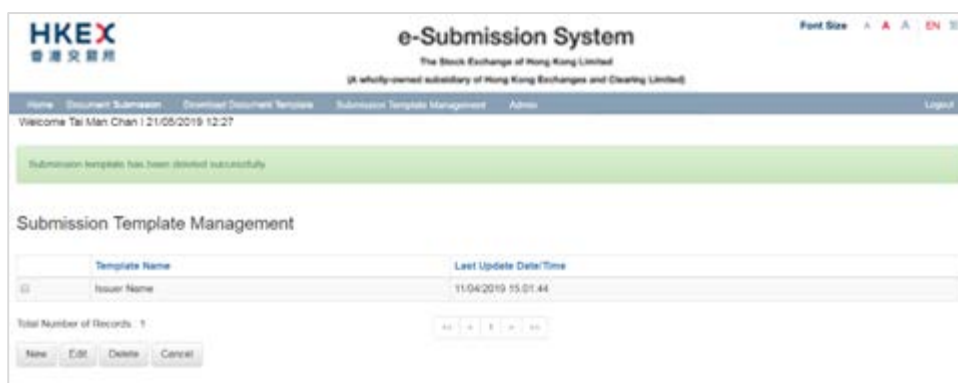 HKEX
香港交易所
e-Submission System
The Stock Exchange of Hong Kong Limited
(A wholly-owned subsidiary of Hong Kong Exchanges and Clearing Limited)
Font Size A A A EN 繁
Home Document Submission Download Document Template Submission Template Management Admin Logout
Welcome Tai Man Chan | 21/05/2019 12:27
Submission template has been deleted successfully
Submission Template Management
Template Name Last Update Date/Time
Issuer Name 11/04/2019 15:01:44
Total Number of Records : 1
<< < 1 > >>
New Edit Delete Cancel